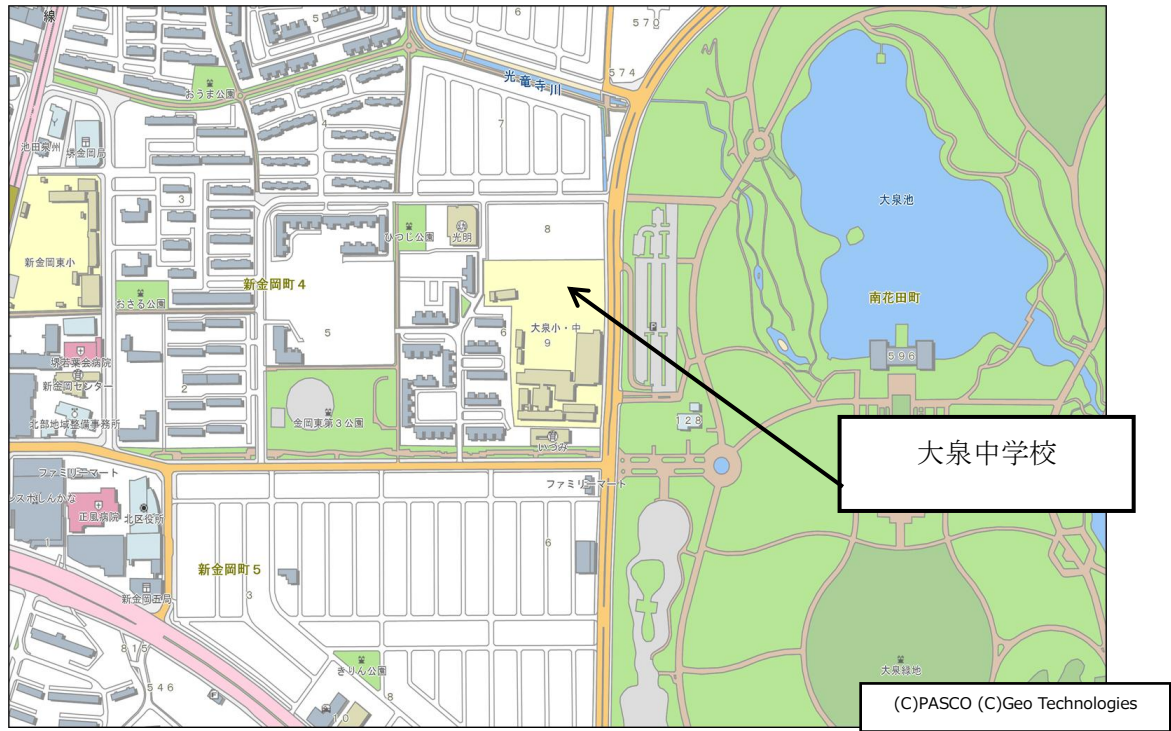 線
5
6
570
574
おうま公園
光竜寺川
4
7
池田泉州
堺金岡局
3
大泉池
新金岡東小
ひつじ公園
光明
8
新金岡町4
おさる公園
南花田町
5
6
大泉小・中
9
596
堺若葉会病院
新金岡センター
2
北部地域整備事務所
金岡東第3公園
128
いづみ
大泉中学校
ファミリーマート
ファミリーマート
正風病院
北区役所
1
6
新金岡町5
新金岡五局
3
815
きりん公園
大泉緑地
546
8
10
(C)PASCO (C)Geo Technologies